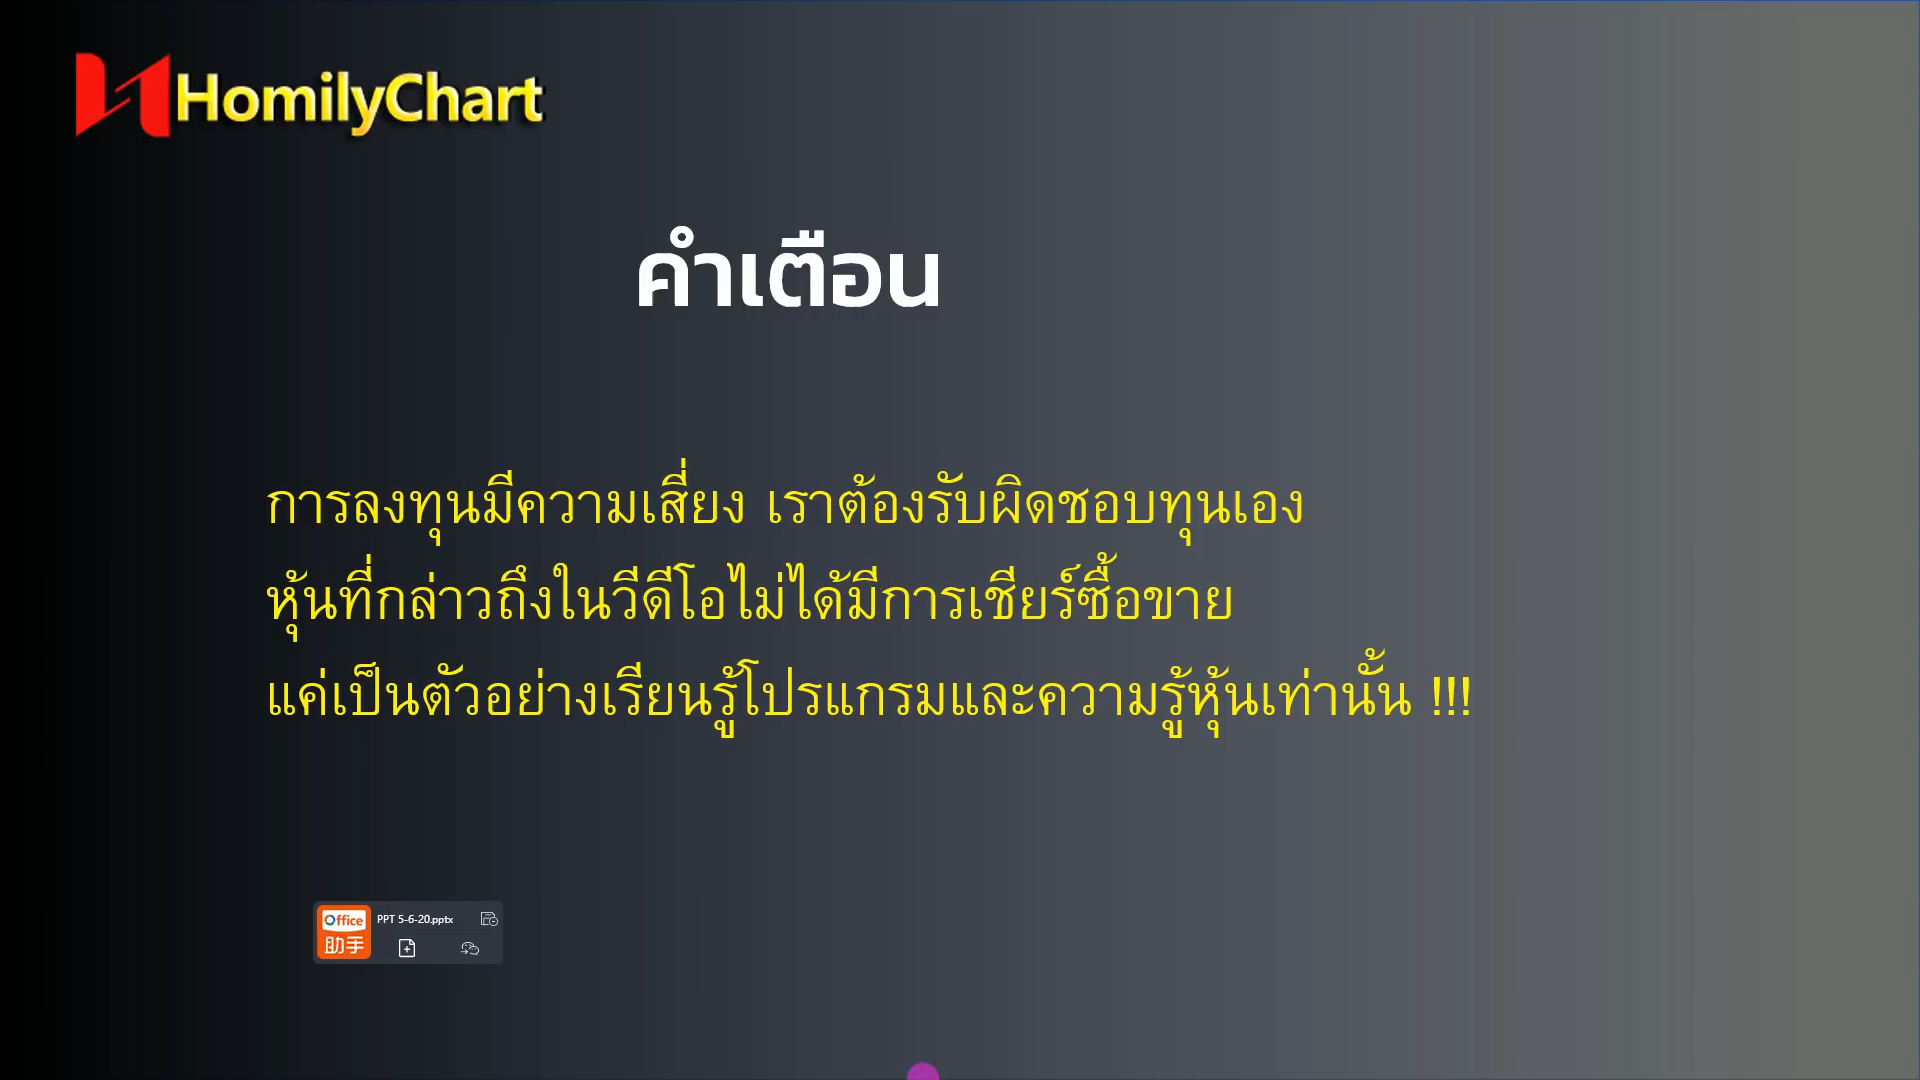 HomilyChart
คำเตือน
การลงทุนมีความเสี่ยง เราต้องรับผิดชอบทุนเอง
หุ้นที่กล่าวถึงในวีดีโอไม่ได้มีการเชียร์ซื้อขาย
แค่เป็นตัวอย่างเรียนรู้โปรแกรมและความรู้หุ้นเท่านั้น !!!
Office PPT 5-6-20.pptx
助手